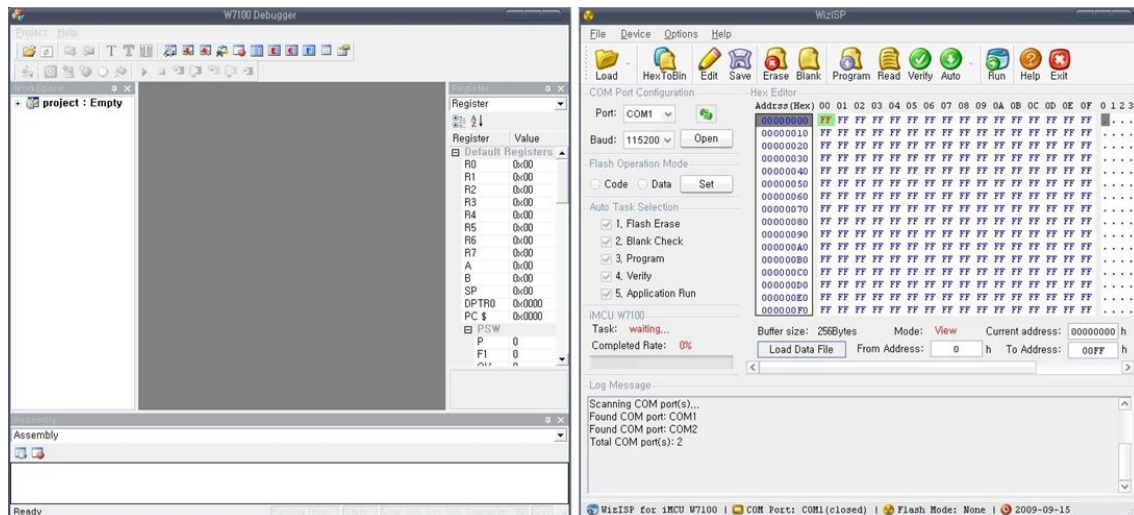 W7100 Debugger
Project Help
WorkSpace
project : Empty
Register
Register
Register Value
Default Registers
R0 0x00
R1 0x00
R2 0x00
R3 0x00
R4 0x00
R5 0x00
R6 0x00
R7 0x00
A 0x00
B 0x00
SP 0x00
DPTR0 0x0000
PC $ 0x0000
PSW
P 0
F1 0
Assembly
Assembly
Ready
WizISP
File Device Options Help
Load HexToBin Edit Save Erase Blank Program Read Verify Auto Run Help Exit
COM Port Configuration
Port: COM1
Baud: 115200 Open
Flash Operation Mode
Code Data Set
Auto Task Selection
1. Flash Erase
2. Blank Check
3. Program
4. Verify
5. Application Run
iMCU W7100
Task: waiting...
Completed Rate: 0%
Hex Editor
Addrss(Hex) 00 01 02 03 04 05 06 07 08 09 0A 0B 0C 0D 0E 0F 0 1 2 3
00000000 FF FF FF FF FF FF FF FF FF FF FF FF FF FF FF FF . . . .
00000010 FF FF FF FF FF FF FF FF FF FF FF FF FF FF FF FF . . . .
00000020 FF FF FF FF FF FF FF FF FF FF FF FF FF FF FF FF . . . .
00000030 FF FF FF FF FF FF FF FF FF FF FF FF FF FF FF FF . . . .
00000040 FF FF FF FF FF FF FF FF FF FF FF FF FF FF FF FF . . . .
00000050 FF FF FF FF FF FF FF FF FF FF FF FF FF FF FF FF . . . .
00000060 FF FF FF FF FF FF FF FF FF FF FF FF FF FF FF FF . . . .
00000070 FF FF FF FF FF FF FF FF FF FF FF FF FF FF FF FF . . . .
00000080 FF FF FF FF FF FF FF FF FF FF FF FF FF FF FF FF . . . .
00000090 FF FF FF FF FF FF FF FF FF FF FF FF FF FF FF FF . . . .
000000A0 FF FF FF FF FF FF FF FF FF FF FF FF FF FF FF FF . . . .
000000B0 FF FF FF FF FF FF FF FF FF FF FF FF FF FF FF FF . . . .
000000C0 FF FF FF FF FF FF FF FF FF FF FF FF FF FF FF FF . . . .
000000D0 FF FF FF FF FF FF FF FF FF FF FF FF FF FF FF FF . . . .
000000E0 FF FF FF FF FF FF FF FF FF FF FF FF FF FF FF FF . . . .
000000F0 FF FF FF FF FF FF FF FF FF FF FF FF FF FF FF FF . . . .
Buffer size: 256Bytes Mode: View Current address: 00000000 h
Load Data File From Address: 0 h To Address: 00FF h
Log Message
Scanning COM port(s)...
Found COM port: COM1
Found COM port: COM2
Total COM port(s): 2
WizISP for iMCU W7100 | COM Port: COM1(closed) | Flash Mode: None | 2009-09-15